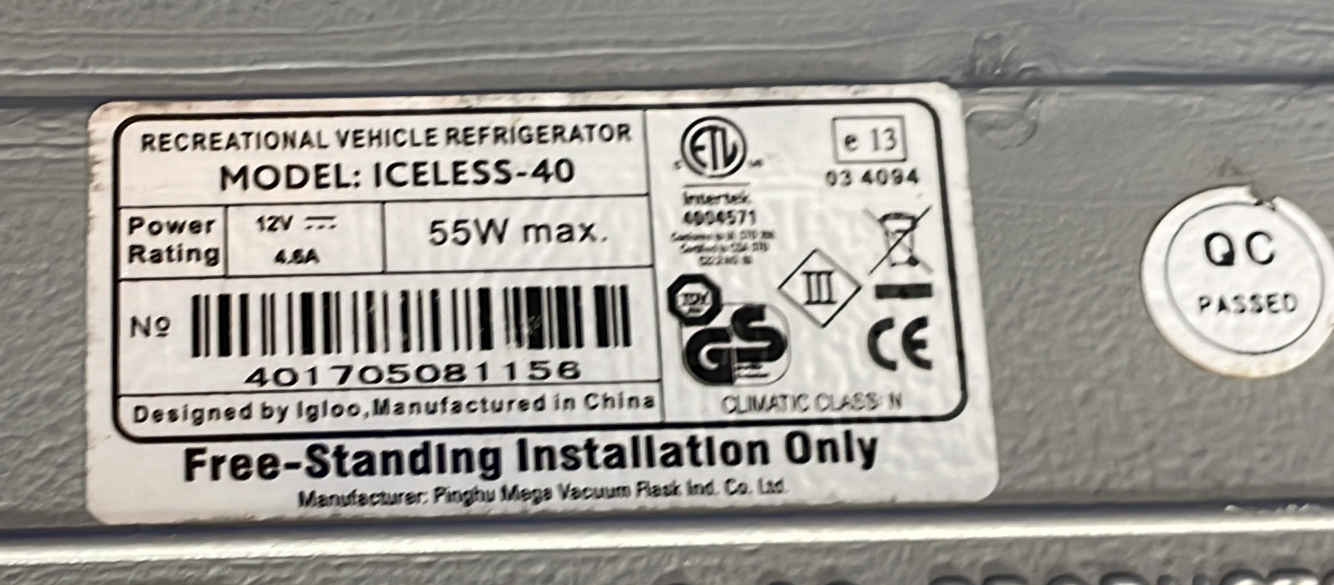 RECREATIONAL VEHICLE REFRIGERATOR
MODEL: ICELESS-40
Power Rating
12V
4.6A
55W max.
Nº
401705081156
Designed by Igloo, Manufactured in China
ETL
Intertek
4004571
e 13
03 4094
III
TÜV
GS
CE
CLIMATIC CLASS: N
Free-Standing Installation Only
Manufacturer: Pinghu Mega Vacuum Flask Ind. Co. Ltd.
QC
PASSED